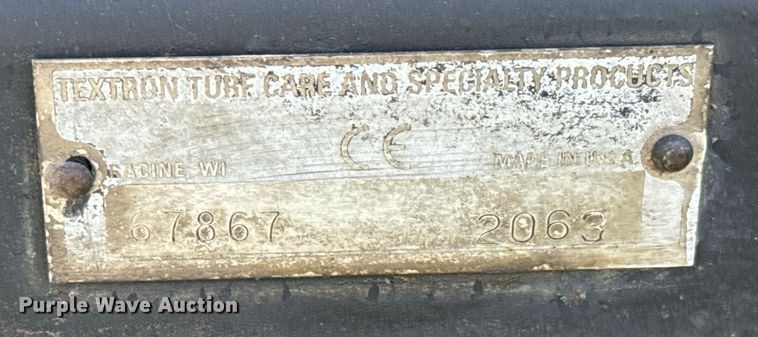 TEXTRON TURF CARE AND SPECIALTY PRODUCTS
CE
RACINE, WI MADE IN U.S.A.
67867 2063
Purple Wave Auction